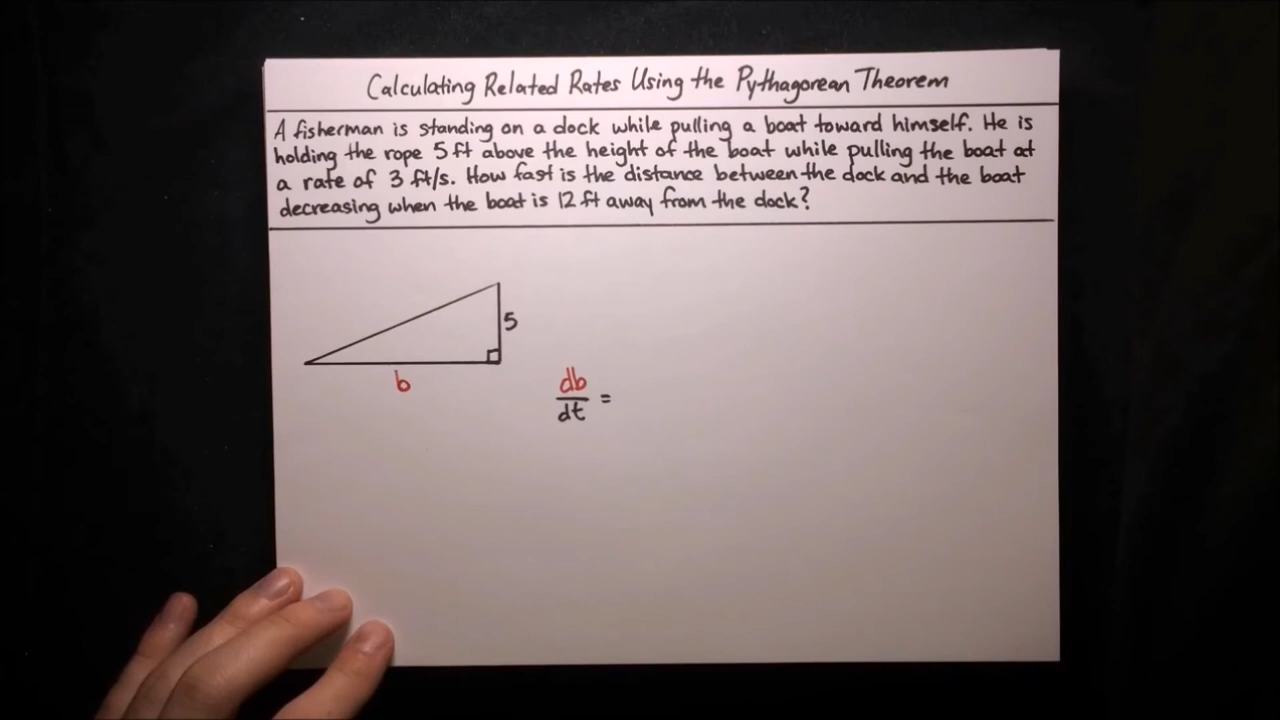 Calculating Related Rates Using the Pythagorean Theorem
A fisherman is standing on a dock while pulling a boat toward himself. He is
holding the rope 5 ft above the height of the boat while pulling the boat at
a rate of 3 ft/s. How fast is the distance between the dock and the boat
decreasing when the boat is 12 ft away from the dock?
5
b
db
dt =